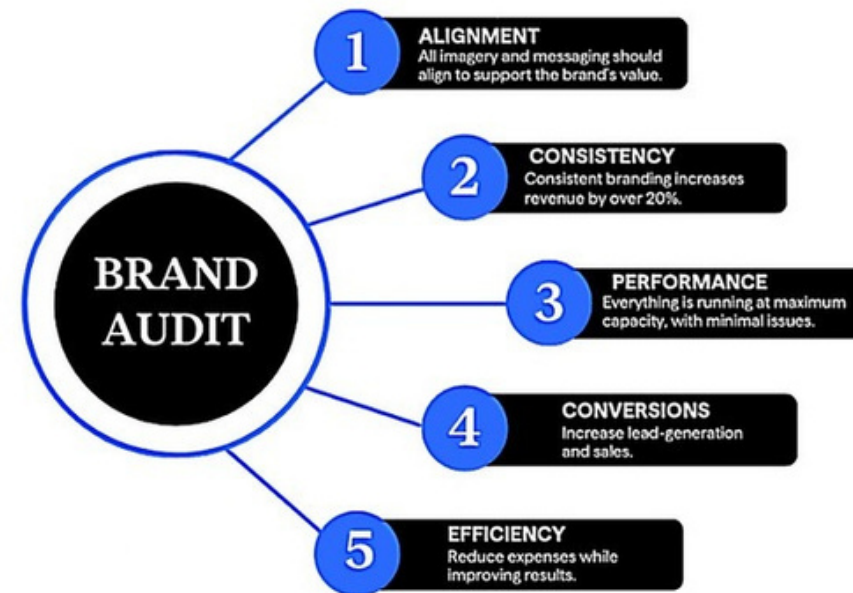 BRAND
AUDIT
1
ALIGNMENT
All imagery and messaging should
align to support the brand's value.
2
CONSISTENCY
Consistent branding increases
revenue by over 20%.
3
PERFORMANCE
Everything is running at maximum
capacity, with minimal issues.
4
CONVERSIONS
Increase lead-generation
and sales.
5
EFFICIENCY
Reduce expenses while
improving results.